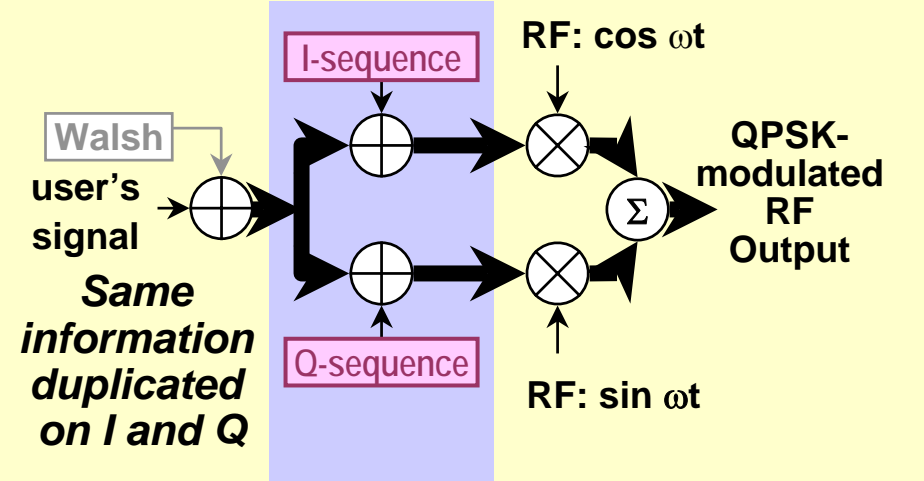 RF: cos ωt
I-sequence
Walsh
user's
signal
Σ
QPSK-
modulated
RF
Output
Same
information
duplicated
on I and Q
Q-sequence
RF: sin ωt